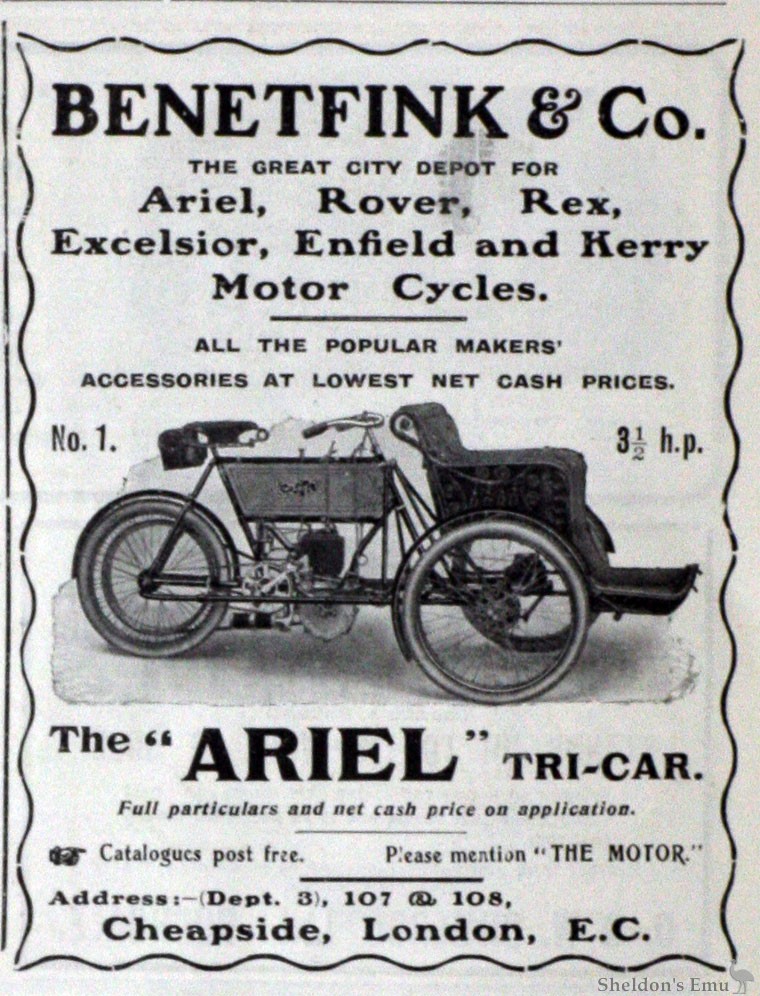 BENETFINK & Co.
THE GREAT CITY DEPOT FOR
Ariel, Rover, Rex,
Excelsior, Enfield and Kerry
Motor Cycles.
ALL THE POPULAR MAKERS'
ACCESSORIES AT LOWEST NET CASH PRICES.
No. 1.
3½ h.p.
The "ARIEL" TRI-CAR.
Full particulars and net cash price on application.
☞ Catalogues post free. Please mention "THE MOTOR."
Address:—(Dept. 3), 107 & 108,
Cheapside, London, E.C.
Sheldon's Emu